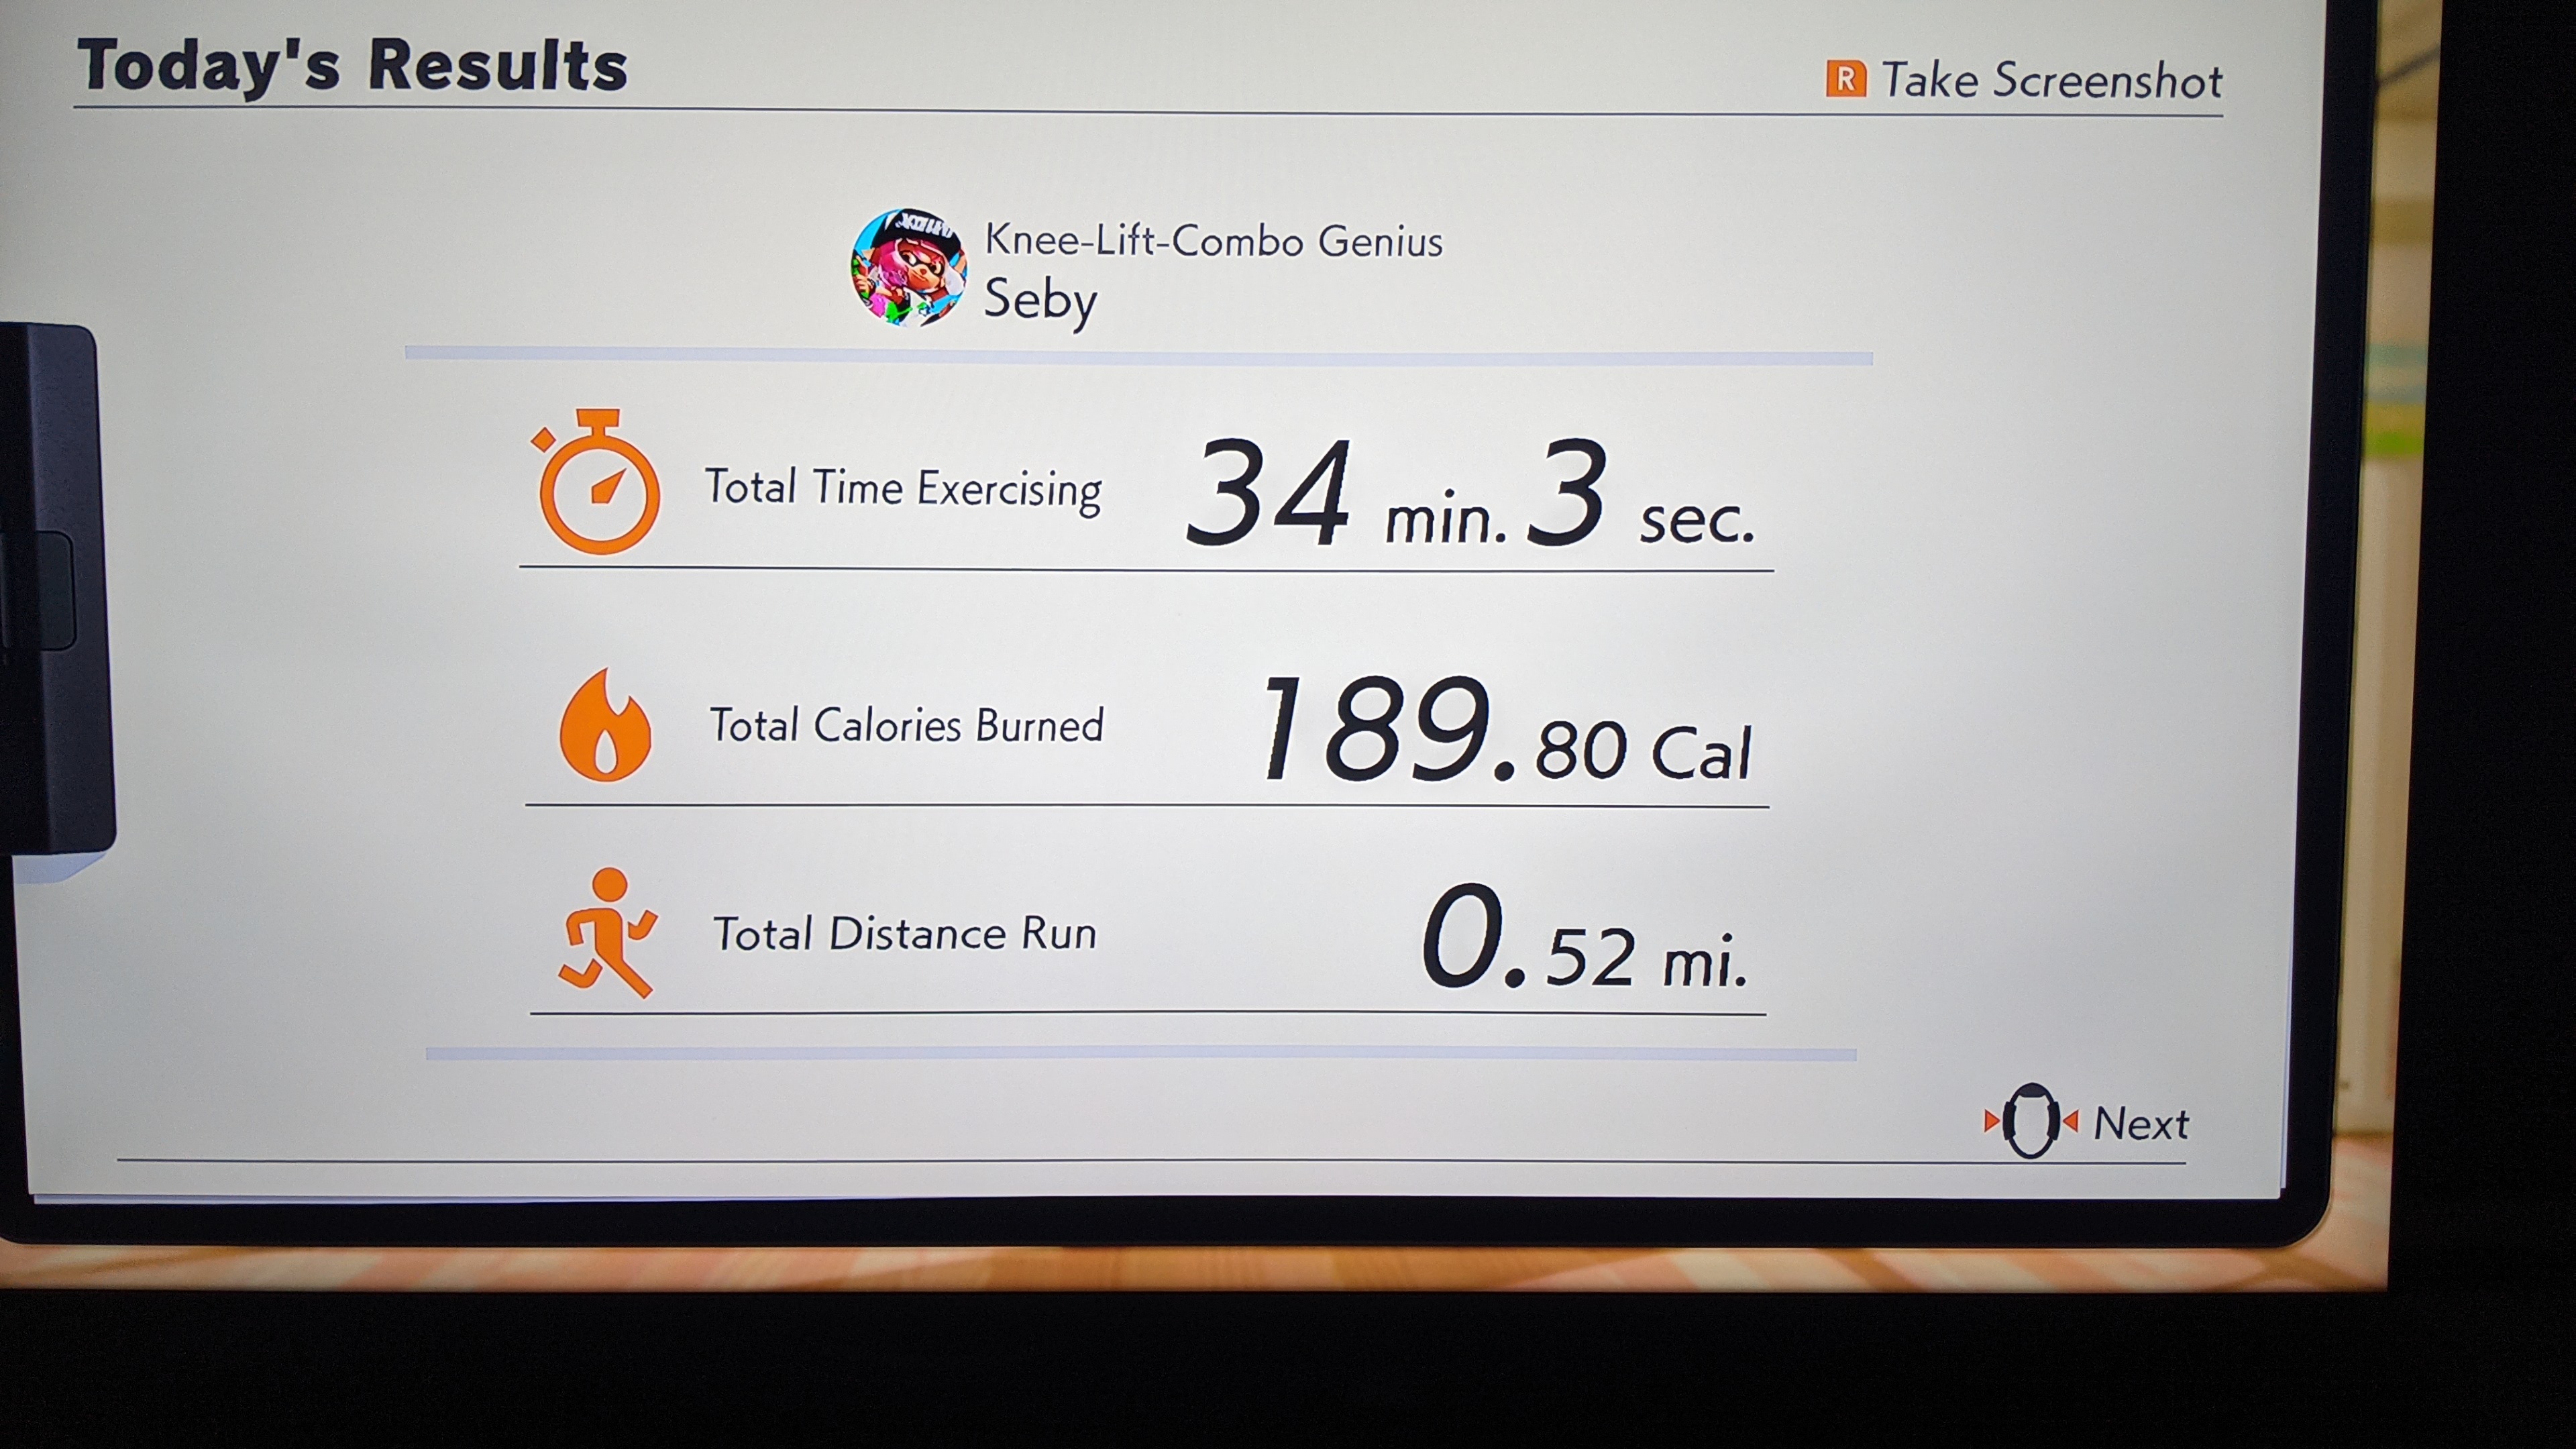 Today's Results
R Take Screenshot
Knee-Lift-Combo Genius
Seby
Total Time Exercising 34 min. 3 sec.
Total Calories Burned 189.80 Cal
Total Distance Run 0.52 mi.
Next